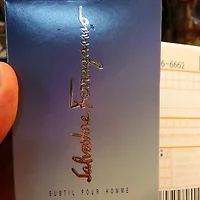 Salvatore Ferragamo
SUBTIL POUR HOMME
6-6662